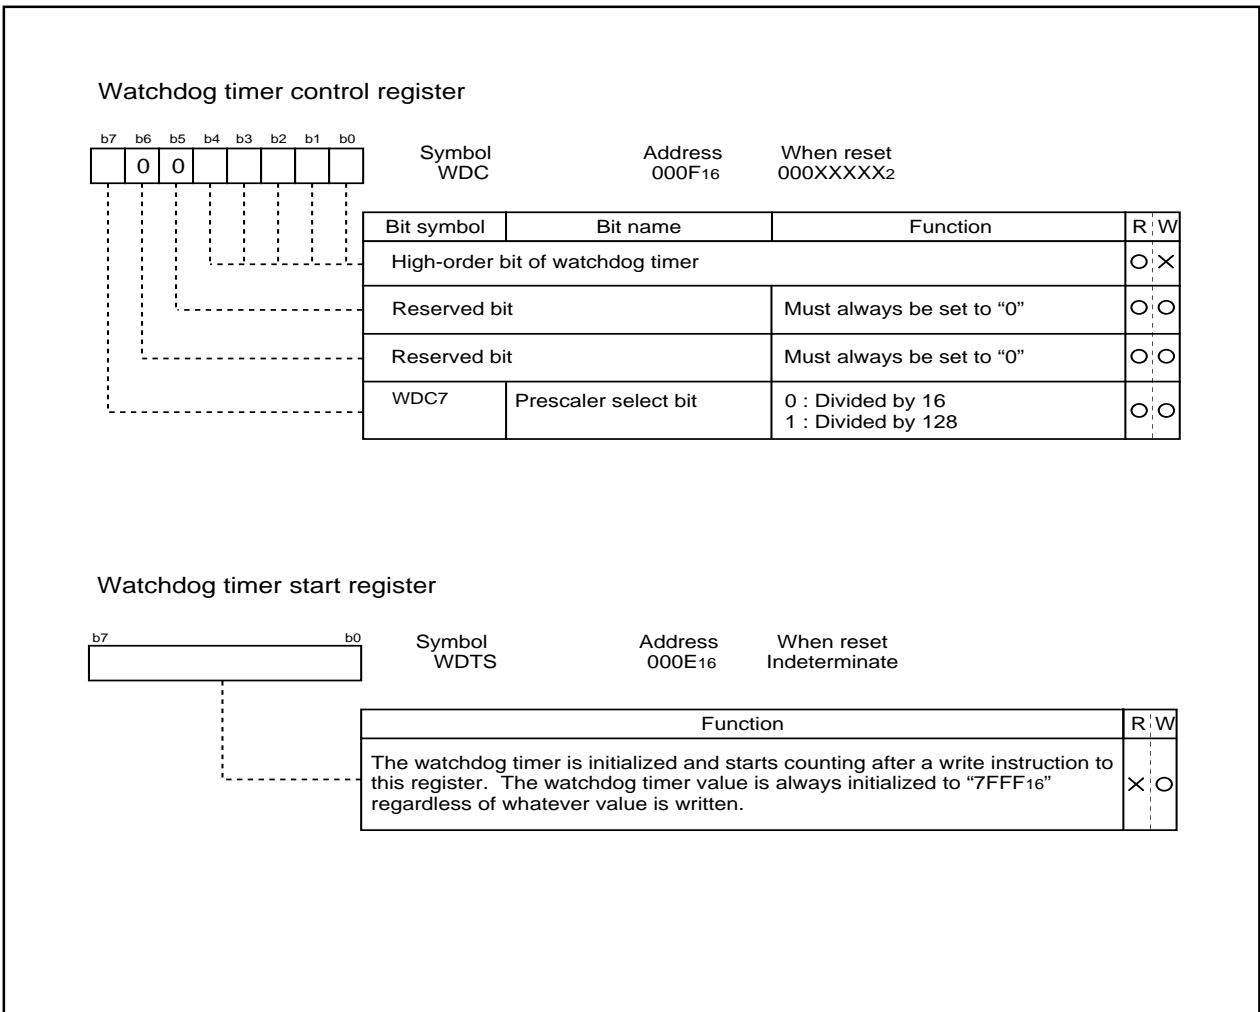 Watchdog timer control register
b7 b6 b5 b4 b3 b2 b1 b0
0 0
Symbol Address When reset
WDC 000F16 000XXXXX2
Bit symbol Bit name Function R W
High-order bit of watchdog timer
Reserved bit Must always be set to “0”
Reserved bit Must always be set to “0”
WDC7 Prescaler select bit 0 : Divided by 16
1 : Divided by 128
Watchdog timer start register
b7 b0
Symbol Address When reset
WDTS 000E16 Indeterminate
Function R W
The watchdog timer is initialized and starts counting after a write instruction to
this register. The watchdog timer value is always initialized to “7FFF16”
regardless of whatever value is written.